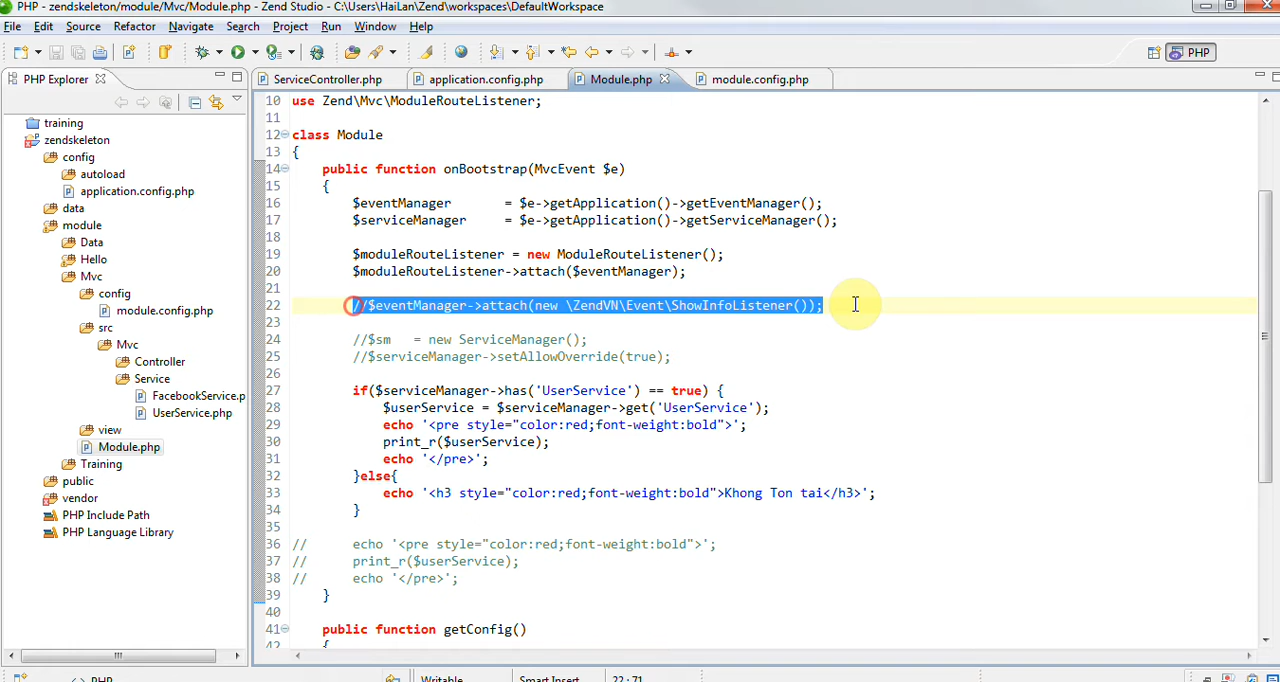 PHP - zendskeleton/module/Mvc/Module.php - Zend Studio - C:\Users\HaiLan\Zend\workspaces\DefaultWorkspace
File Edit Source Refactor Navigate Search Project Run Window Help
PHP
PHP Explorer
ServiceController.php
application.config.php
Module.php
module.config.php
training
zendskeleton
config
autoload
application.config.php
data
module
Data
Hello
Mvc
config
module.config.php
src
Mvc
Controller
Service
FacebookService.p
UserService.php
view
Module.php
Training
public
vendor
PHP Include Path
PHP Language Library
10 use Zend\Mvc\ModuleRouteListener;
11
12 class Module
13 {
14 public function onBootstrap(MvcEvent $e)
15 {
16 $eventManager = $e->getApplication()->getEventManager();
17 $serviceManager = $e->getApplication()->getServiceManager();
18
19 $moduleRouteListener = new ModuleRouteListener();
20 $moduleRouteListener->attach($eventManager);
21
22 //$eventManager->attach(new \ZendVN\Event\ShowInfoListener());
23
24 //$sm = new ServiceManager();
25 //$serviceManager->setAllowOverride(true);
26
27 if($serviceManager->has('UserService') == true) {
28 $userService = $serviceManager->get('UserService');
29 echo '<pre style="color:red;font-weight:bold">';
30 print_r($userService);
31 echo '</pre>';
32 }else{
33 echo '<h3 style="color:red;font-weight:bold">Khong Ton tai</h3>';
34 }
35
36 // echo '<pre style="color:red;font-weight:bold">';
37 // print_r($userService);
38 // echo '</pre>';
39 }
40
41 public function getConfig()
42 {
PHP
Writable
Smart Insert
22 : 71